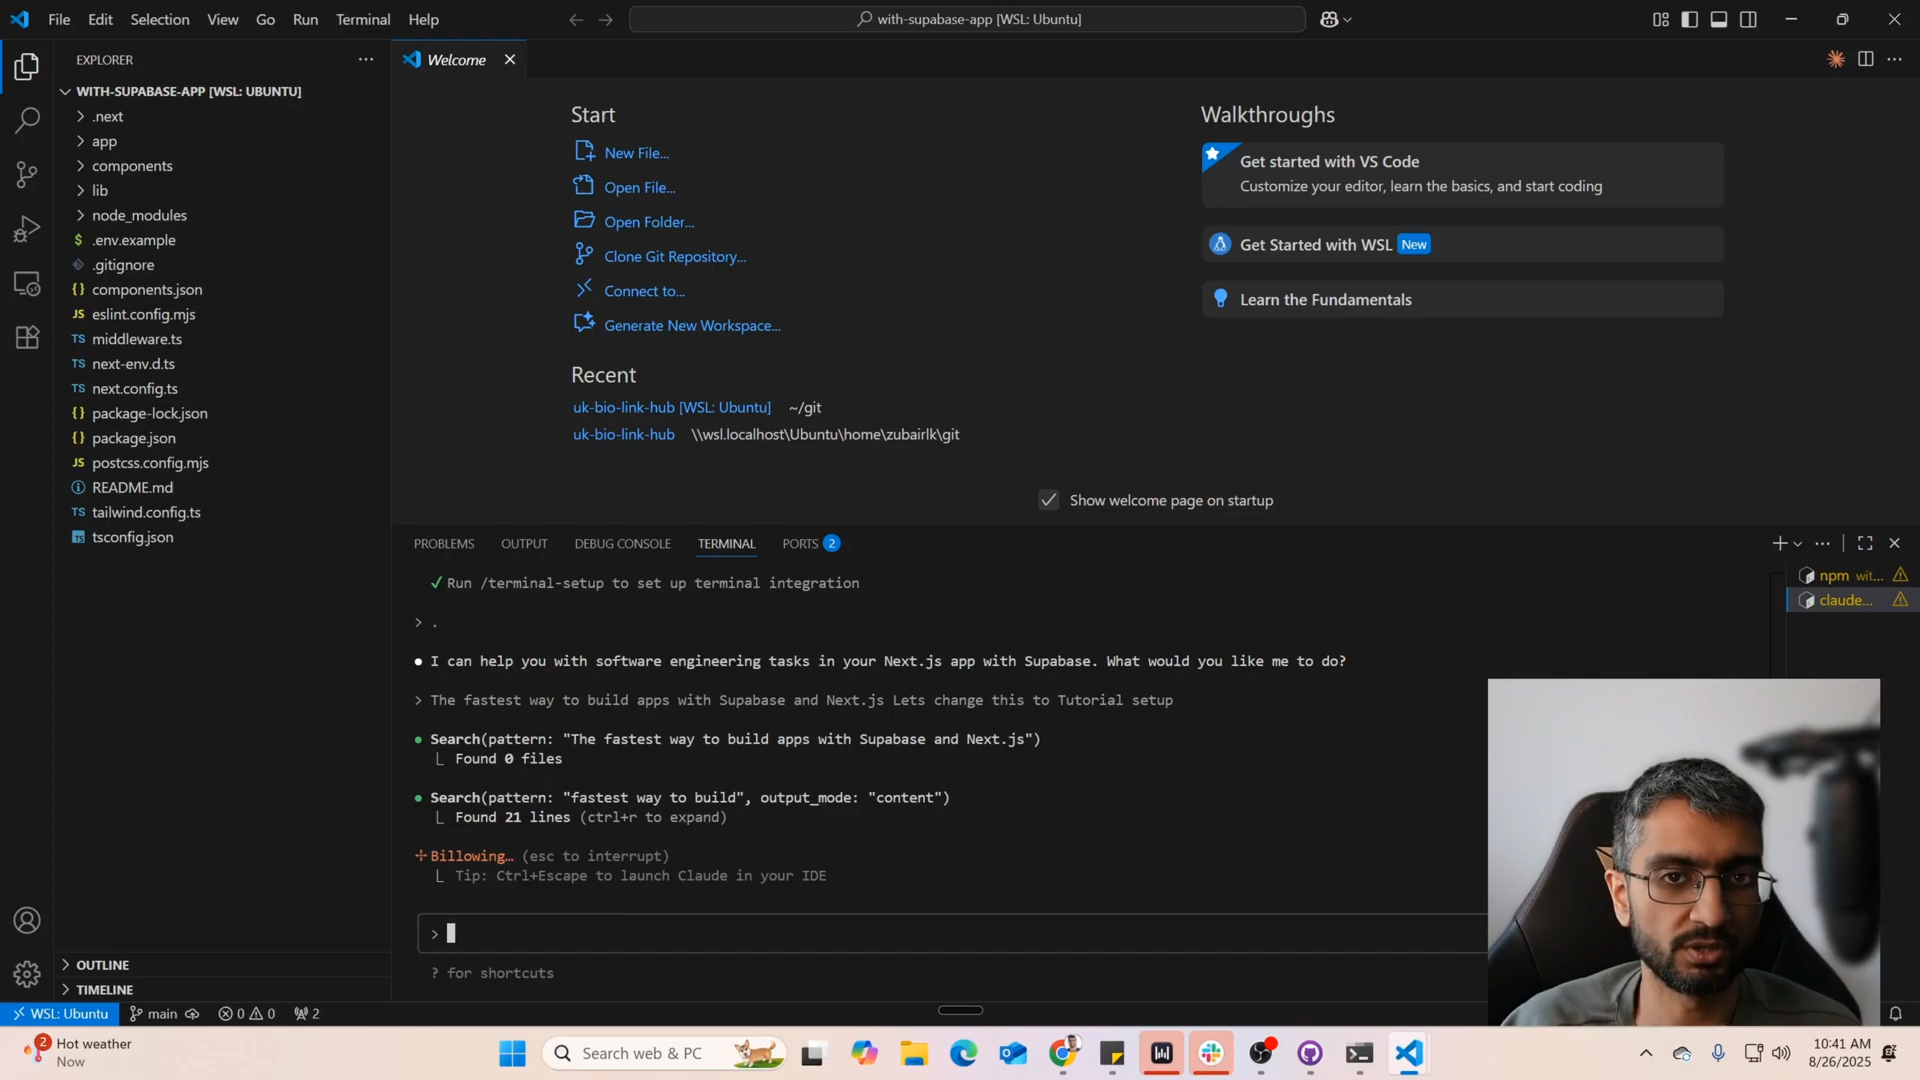 File Edit Selection View Go Run Terminal Help
with-supabase-app [WSL: Ubuntu]
EXPLORER
WITH-SUPABASE-APP [WSL: UBUNTU]
.next
app
components
lib
node_modules
.env.example
.gitignore
components.json
JS eslint.config.mjs
TS middleware.ts
TS next-env.d.ts
TS next.config.ts
package-lock.json
package.json
JS postcss.config.mjs
README.md
tailwind.config.ts
tsconfig.json
OUTLINE
TIMELINE
Welcome
Start
New File...
Open File...
Open Folder...
Clone Git Repository...
Connect to...
Generate New Workspace...
Recent
uk-bio-link-hub [WSL: Ubuntu] ~/git
uk-bio-link-hub \\wsl.localhost\Ubuntu\home\zubairlk\git
Walkthroughs
Get started with VS Code
Customize your editor, learn the basics, and start coding
Get Started with WSL New
Learn the Fundamentals
Show welcome page on startup
PROBLEMS OUTPUT DEBUG CONSOLE TERMINAL PORTS 2
npm wit...
claude...
✓ Run /terminal-setup to set up terminal integration
> .
● I can help you with software engineering tasks in your Next.js app with Supabase. What would you like me to do?
> The fastest way to build apps with Supabase and Next.js Lets change this to Tutorial setup
● Search(pattern: "The fastest way to build apps with Supabase and Next.js")
⎿ Found 0 files
● Search(pattern: "fastest way to build", output_mode: "content")
⎿ Found 21 lines (ctrl+r to expand)
✢ Billowing… (esc to interrupt)
⎿ Tip: Ctrl+Escape to launch Claude in your IDE
>
? for shortcuts
WSL: Ubuntu main 0 0 2
2 Hot weather
Now
Search web & PC
10:41 AM
8/26/2025